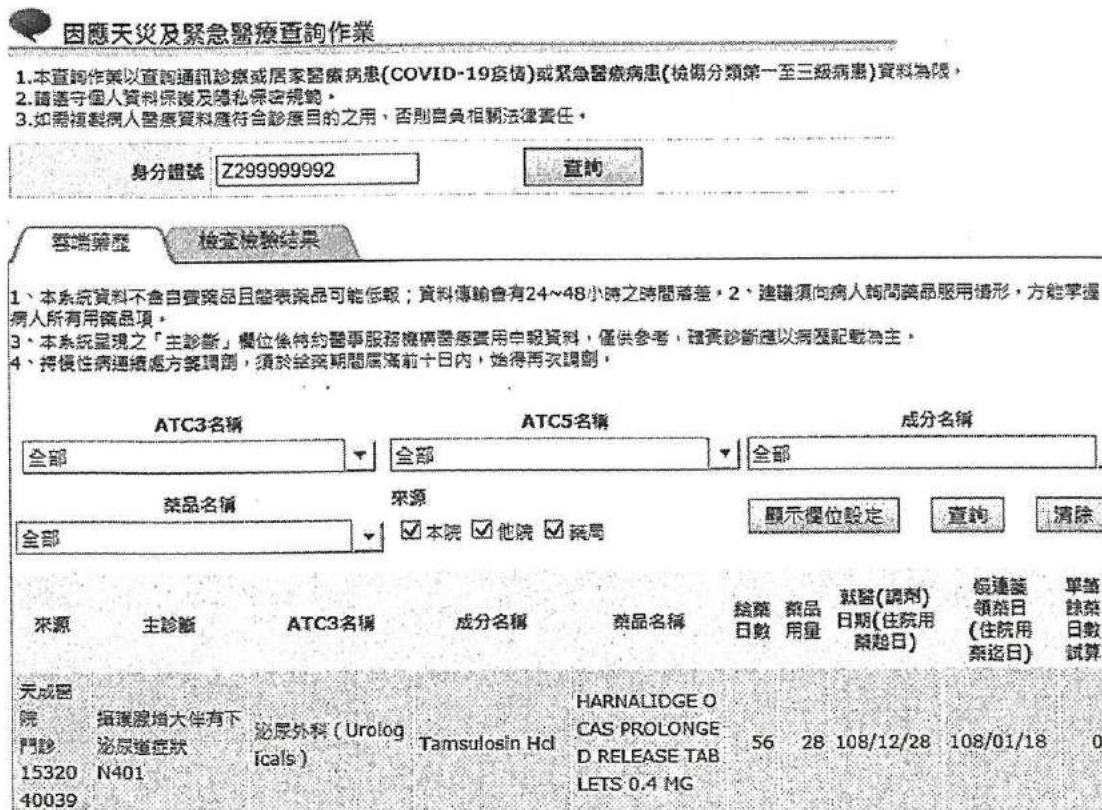 因應天災及緊急醫療查詢作業
1.本查詢作業以查詢通訊診療或居家醫療病患(COVID-19疫情)或緊急醫療病患(檢傷分類第一至三級病患)資料為限。
2.請遵守個人資料保護及隱私保密規範。
3.如需複製病人醫療資料應符合診療目的之用，否則自負相關法律責任。
身分證號 Z299999992 查詢
雲端藥歷 檢查檢驗結果
1、本系統資料不含自費藥品且簡表藥品可能低報；資料傳輸會有24~48小時之時間落差。2、建議須向病人詢問藥品服用情形，方能掌握
病人所有用藥品項。
3、本系統呈現之「主診斷」欄位係特約醫事服務機構醫療費用申報資料，僅供參考，確實診斷應以病歷記載為主。
4、持慢性病連續處方箋調劑，須於給藥期間屆滿前十日內，始得再次調劑。
ATC3名稱 ATC5名稱 成分名稱
全部 全部 全部
藥品名稱 來源
全部 本院 他院 藥局 顯示欄位設定 查詢 清除
來源 主診斷 ATC3名稱 成分名稱 藥品名稱 給藥日數 藥品用量 就醫(調劑)日期(住院用藥起日) 慢連箋領藥日(住院用藥迄日) 單筆餘藥日數試算
天成醫
院
門診
15320
40039
攝護腺增大伴有下
泌尿道症狀
N401
泌尿外科 ( Urolog
icals )
Tamsulosin Hcl
HARNALIDGE O
CAS PROLONGE
D RELEASE TAB
LETS 0.4 MG
56 28 108/12/28 108/01/18 0